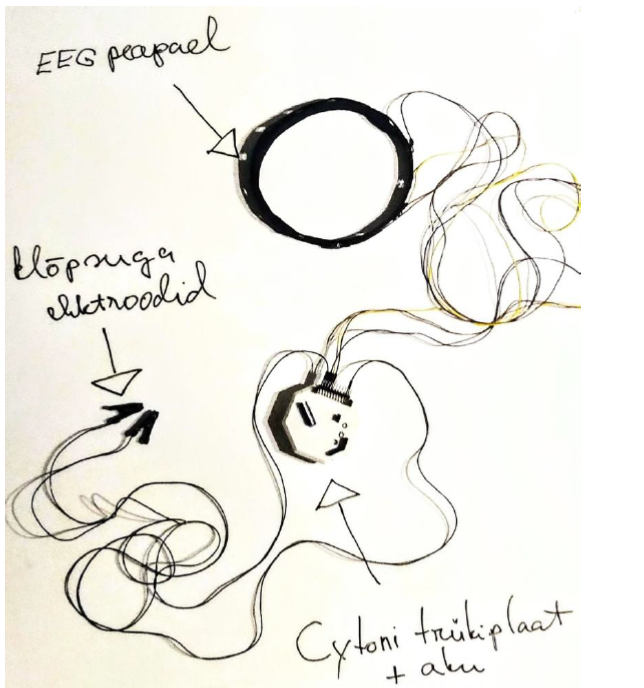 EEG peapael
klõpsuga
elektroodid
Cytoni trükiplaat
+ aku